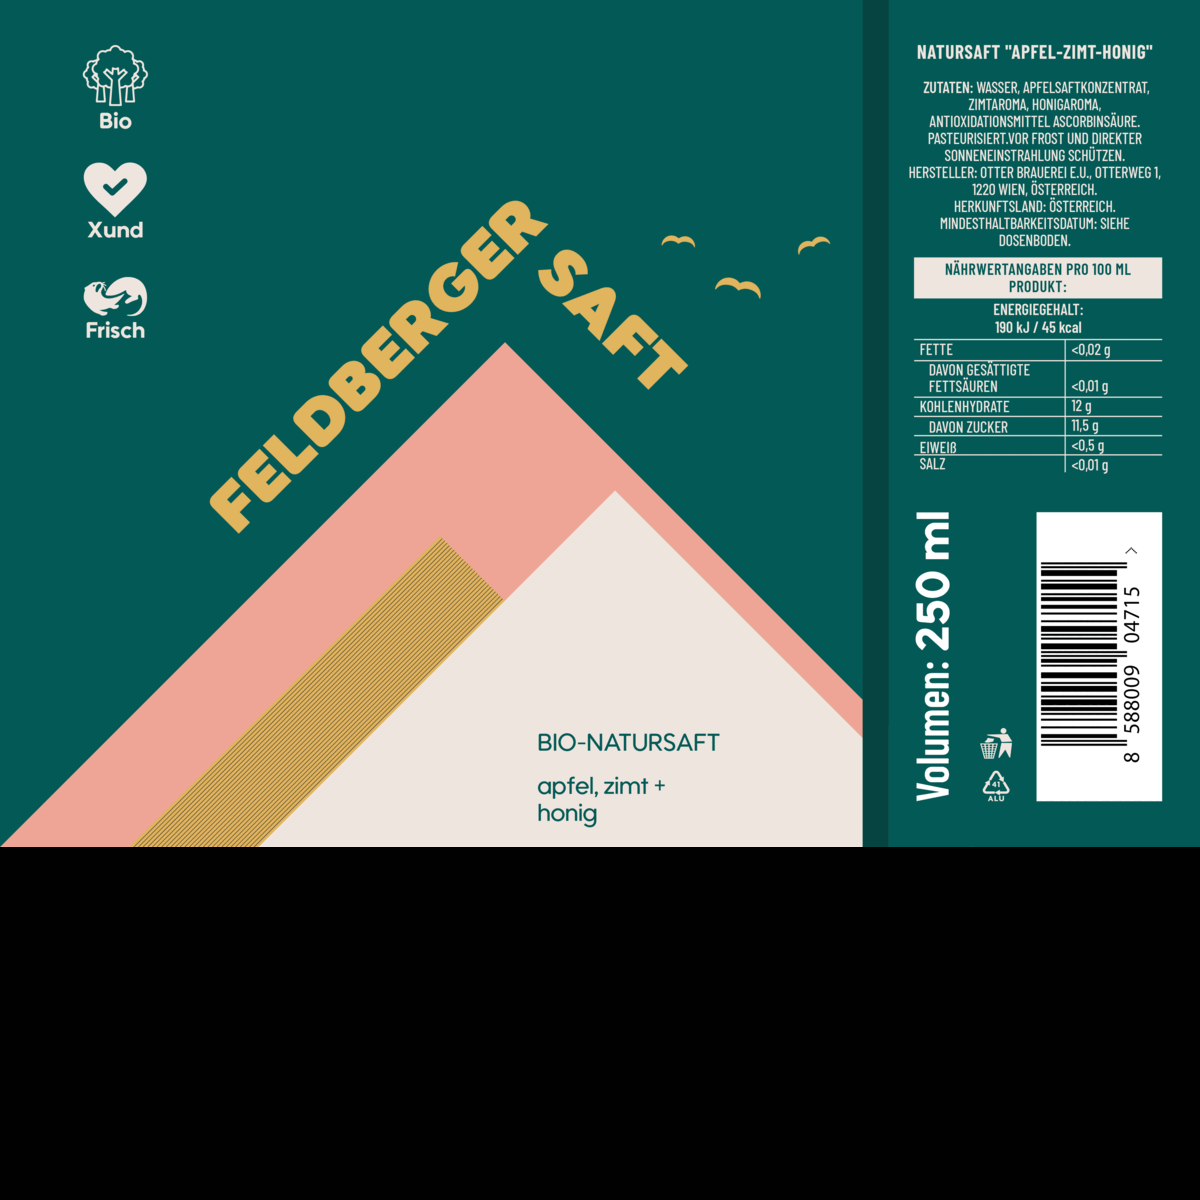 Bio
Xund
Frisch
FELDBERGER
SAFT
BIO-NATURSAFT
apfel, zimt +
honig
NATURSAFT "APFEL-ZIMT-HONIG"
ZUTATEN: WASSER, APFELSAFTKONZENTRAT,
ZIMTAROMA, HONIGAROMA,
ANTIOXIDATIONSMITTEL ASCORBINSÄURE.
PASTEURISIERT.VOR FROST UND DIREKTER
SONNENEINSTRAHLUNG SCHÜTZEN.
HERSTELLER: OTTER BRAUEREI E.U., OTTERWEG 1,
1220 WIEN, ÖSTERREICH.
HERKUNFTSLAND: ÖSTERREICH.
MINDESTHALTBARKEITSDATUM: SIEHE
DOSENBODEN.
NÄHRWERTANGABEN PRO 100 ML
PRODUKT:
ENERGIEGEHALT:
190 kJ / 45 kcal
FETTE <0,02 g
DAVON GESÄTTIGTE
FETTSÄUREN <0,01 g
KOHLENHYDRATE 12 g
DAVON ZUCKER 11,5 g
EIWEIß <0,5 g
SALZ <0,01 g
Volumen: 250 ml
41
ALU
8 588009 04715 >